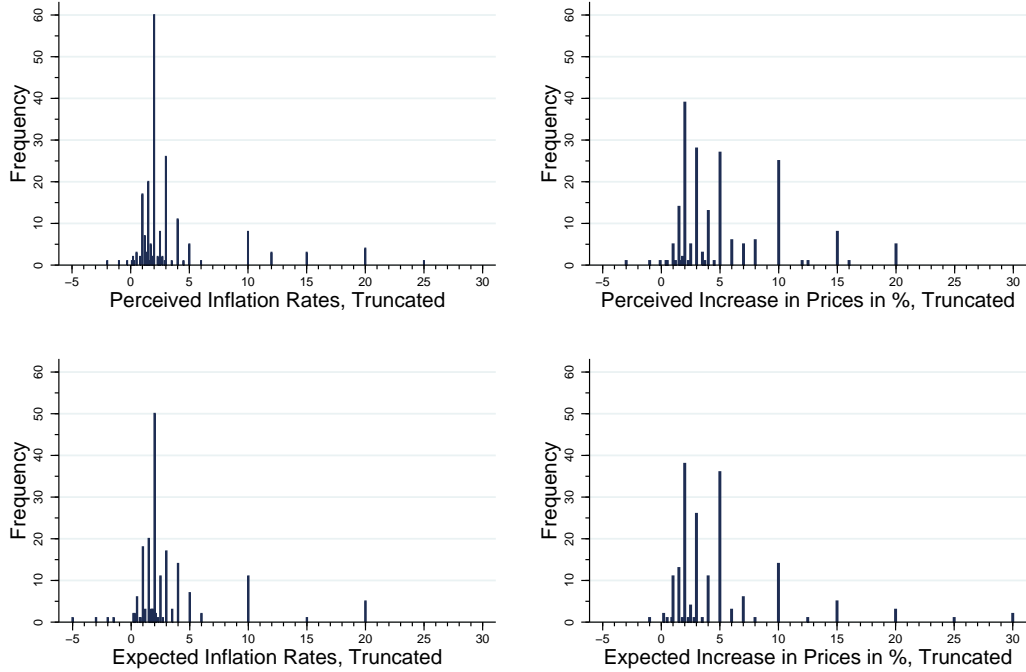 Frequency
0 10 20 30 40 50 60
−5 0 5 10 15 20 25 30
Perceived Inflation Rates, Truncated
Frequency
0 10 20 30 40 50 60
−5 0 5 10 15 20 25 30
Perceived Increase in Prices in %, Truncated
Frequency
0 10 20 30 40 50 60
−5 0 5 10 15 20 25 30
Expected Inflation Rates, Truncated
Frequency
0 10 20 30 40 50 60
−5 0 5 10 15 20 25 30
Expected Increase in Prices in %, Truncated